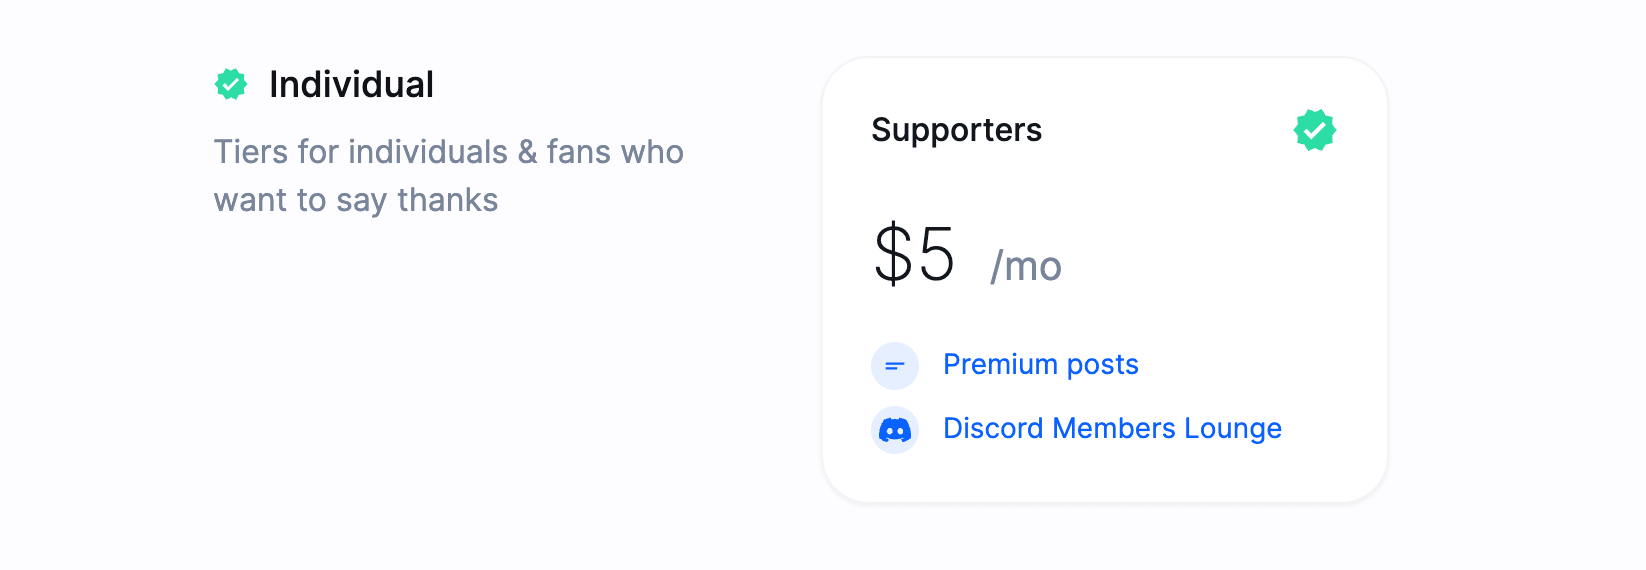 Individual
Tiers for individuals & fans who
want to say thanks
Supporters
$5 /mo
Premium posts
Discord Members Lounge